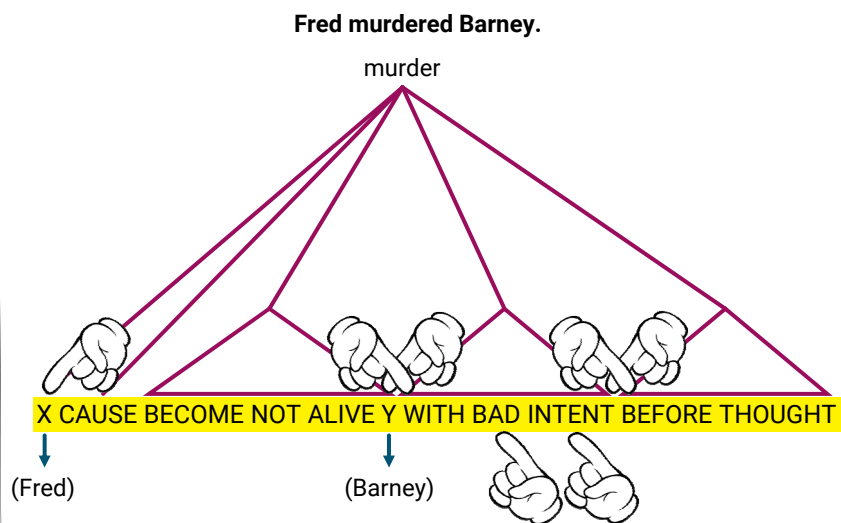 Fred murdered Barney.
murder
X CAUSE BECOME NOT ALIVE Y WITH BAD INTENT BEFORE THOUGHT
(Fred) (Barney)